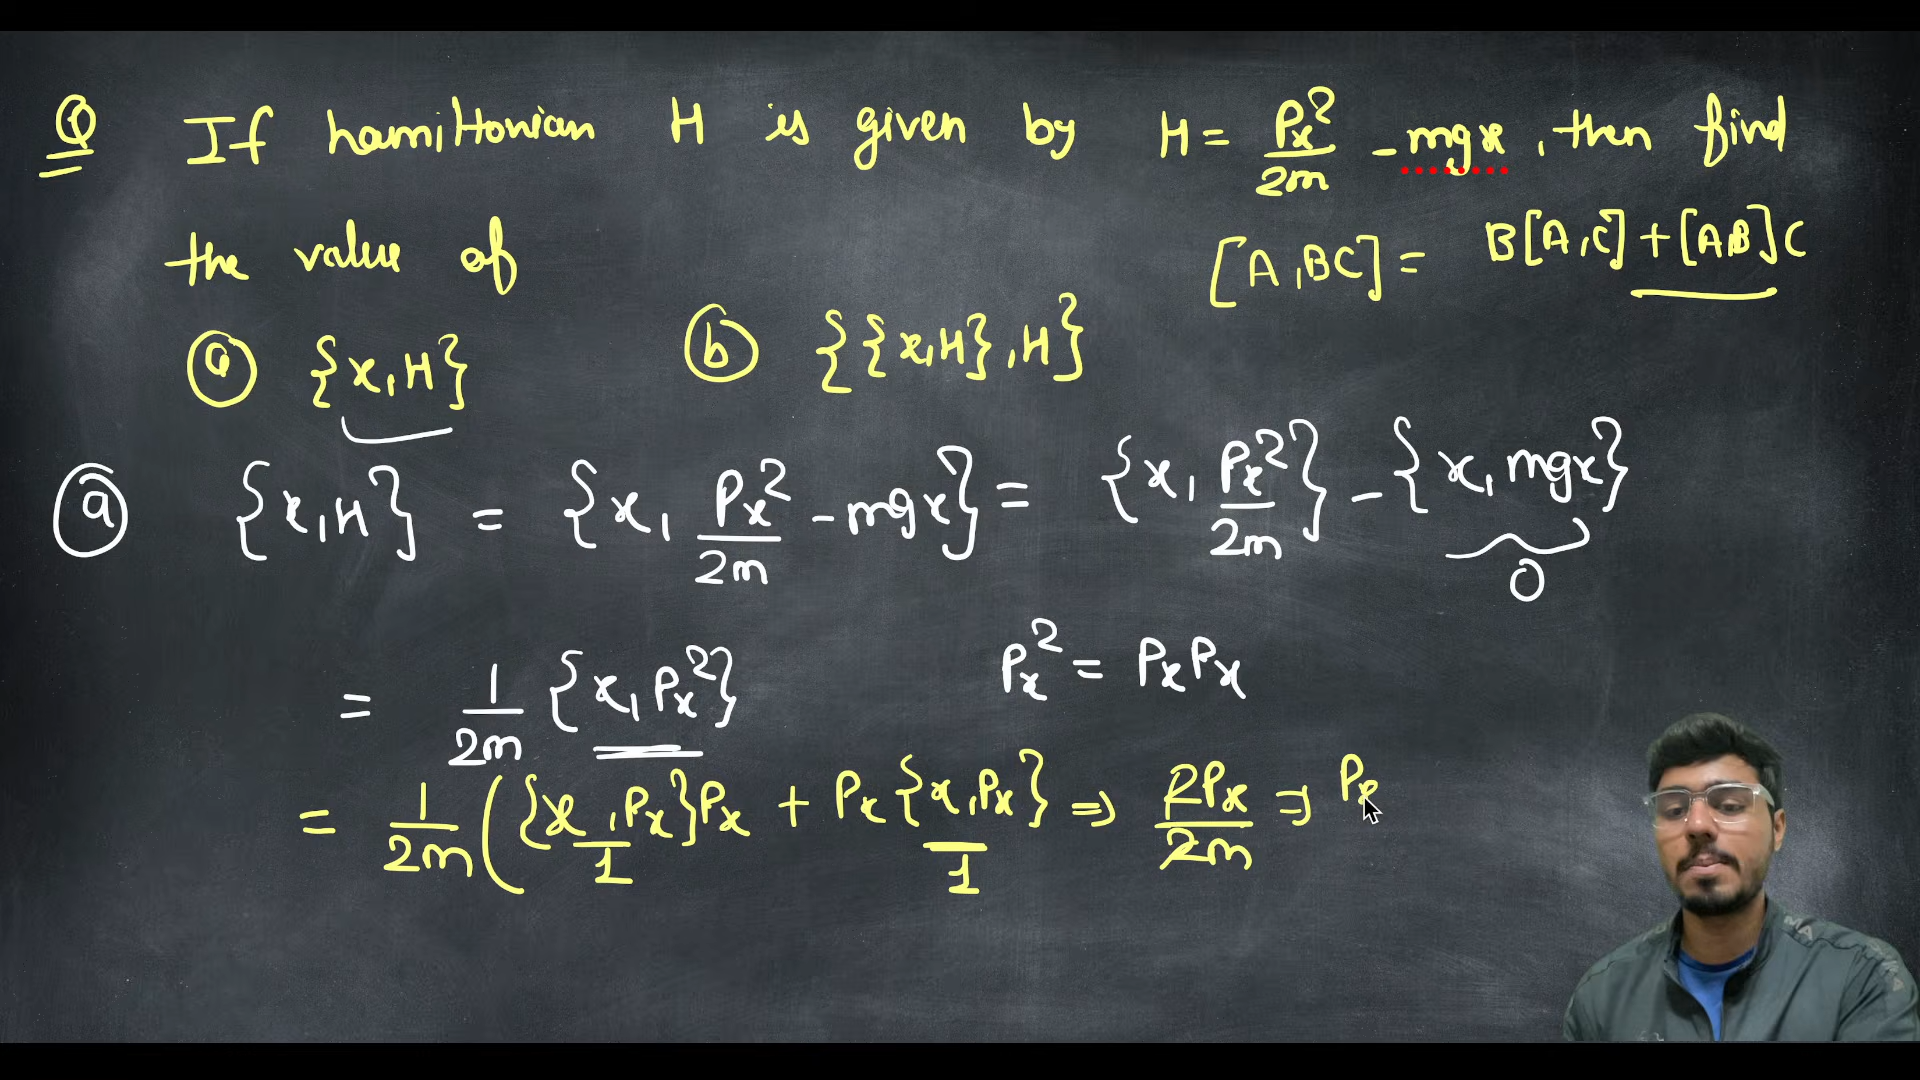 Q If hamiltonian H is given by H = Px²/2m - mgx, then find
the value of
[A,BC] = B[A,C] + [AB]C
(a) {x,H} (b) {{x,H},H}
(a) {x,H} = {x, Px²/2m - mgx} = {x, Px²/2m} - {x, mgx}
0
= 1/2m {x, Px²} Px² = PxPx
= 1/2m ({x,Px}Px + Px{x,Px} ⇒ 2Px/2m ⇒ Px
1 1